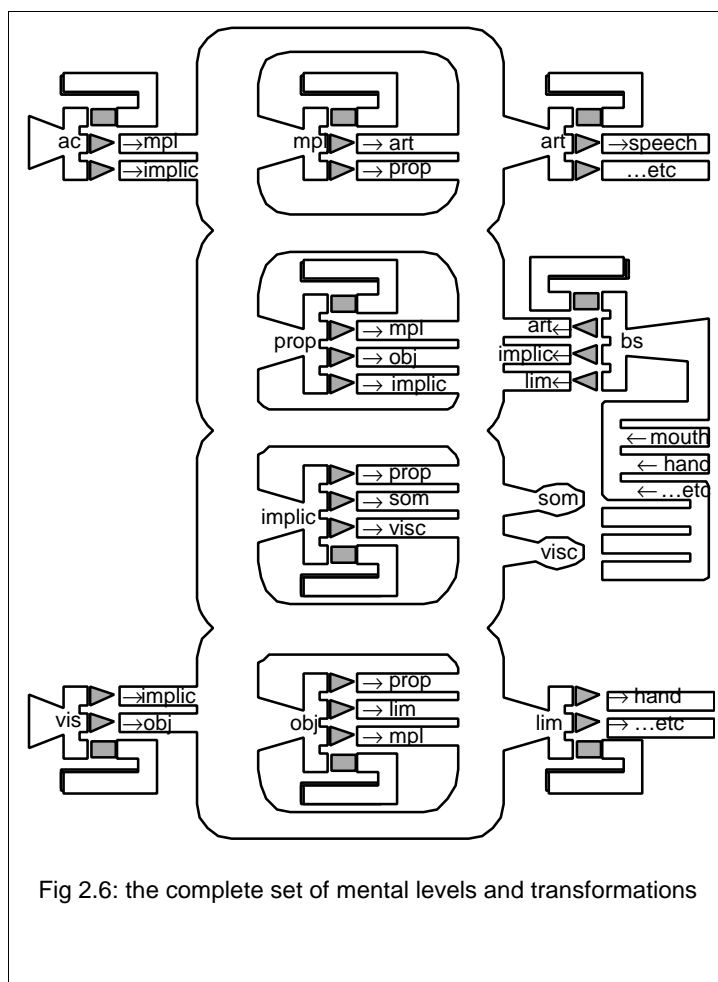 ac
→mpl
→implic
mpl
→ art
→ prop
art
→speech
...etc
prop
→ mpl
→ obj
→ implic
art←
implic←
lim←
bs
← mouth
← hand
← ...etc
implic
→ prop
→ som
→ visc
som
visc
vis
→implic
→obj
obj
→ prop
→ lim
→ mpl
lim
→ hand
→ ...etc
Fig 2.6: the complete set of mental levels and transformations